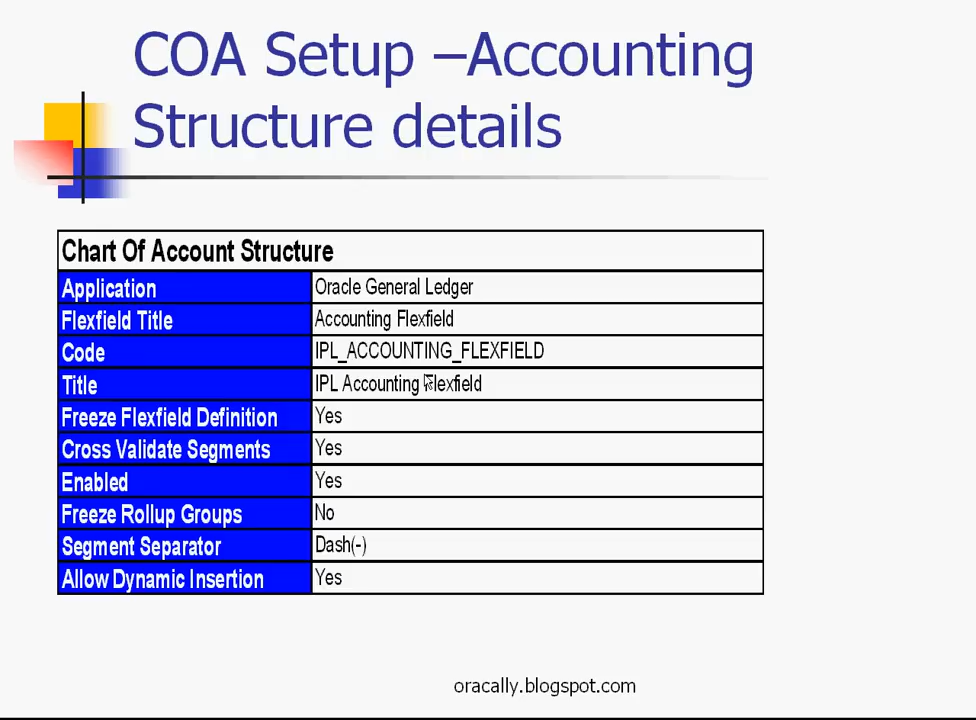 COA Setup –Accounting
Structure details
Chart Of Account Structure
Application Oracle General Ledger
Flexfield Title Accounting Flexfield
Code IPL_ACCOUNTING_FLEXFIELD
Title IPL Accounting Flexfield
Freeze Flexfield Definition Yes
Cross Validate Segments Yes
Enabled Yes
Freeze Rollup Groups No
Segment Separator Dash(-)
Allow Dynamic Insertion Yes
oracally.blogspot.com